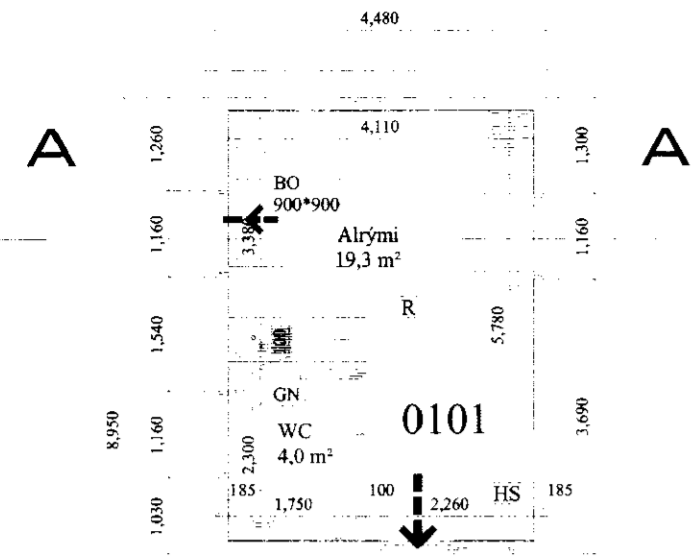 4,480
A
A
1,260
4,110
1,300
BO
900*900
1,160
3,380
Alrými
19,3 m²
1,160
R
1,540
5,780
GN
0101
8,950
1,160
2,300
WC
4,0 m²
3,690
185
1,750
100
2,260
HS
185
1,030